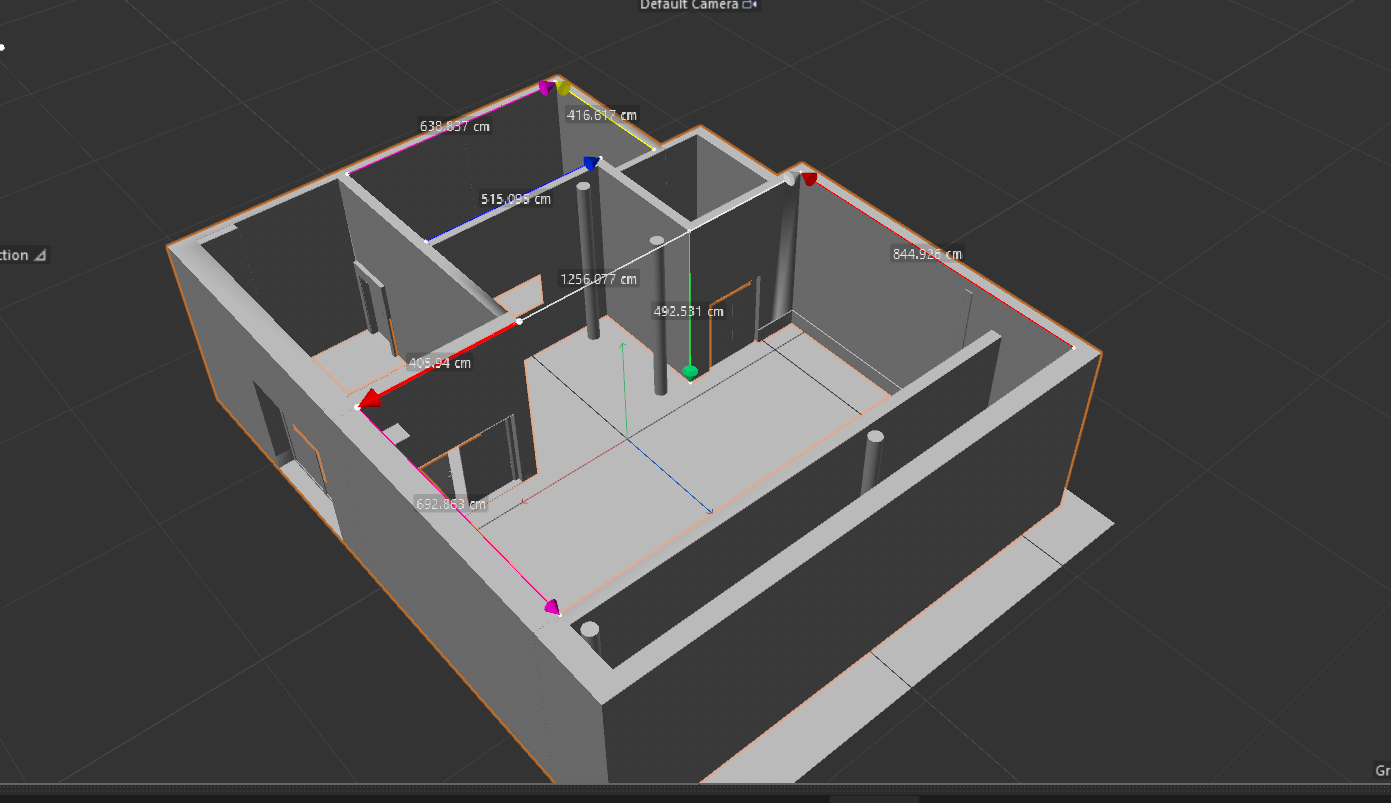 Default Camera
416.617 cm
638.837 cm
515.095 cm
844.926 cm
ction
1256.077 cm
492.531 cm
405.94 cm
692.863 cm
Gr